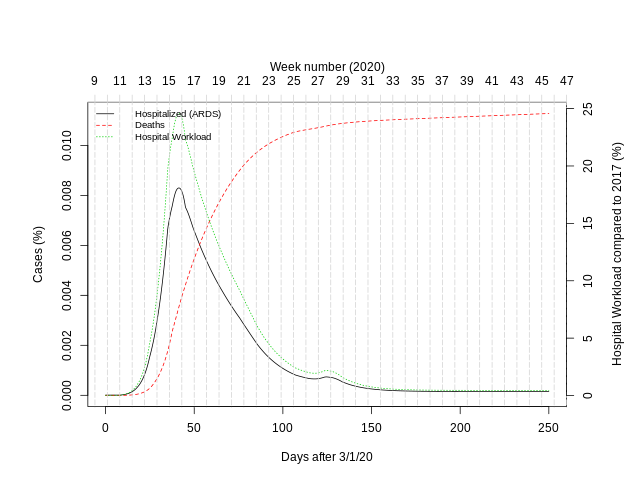 Week number (2020)
9 11 13 15 17 19 21 23 25 27 29 31 33 35 37 39 41 43 45 47
Hospitalized (ARDS)
Deaths
Hospital Workload
Cases (%)
0.000 0.002 0.004 0.006 0.008 0.010
Hospital Workload compared to 2017 (%)
0 5 10 15 20 25
0 50 100 150 200 250
Days after 3/1/20